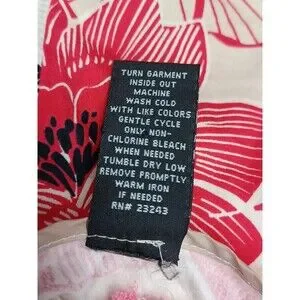 TURN GARMENT
INSIDE OUT
MACHINE
WASH COLD
WITH LIKE COLORS
GENTLE CYCLE
ONLY NON-
CHLORINE BLEACH
WHEN NEEDED
TUMBLE DRY LOW
REMOVE PROMPTLY
WARM IRON
IF NEEDED
RN# 23243